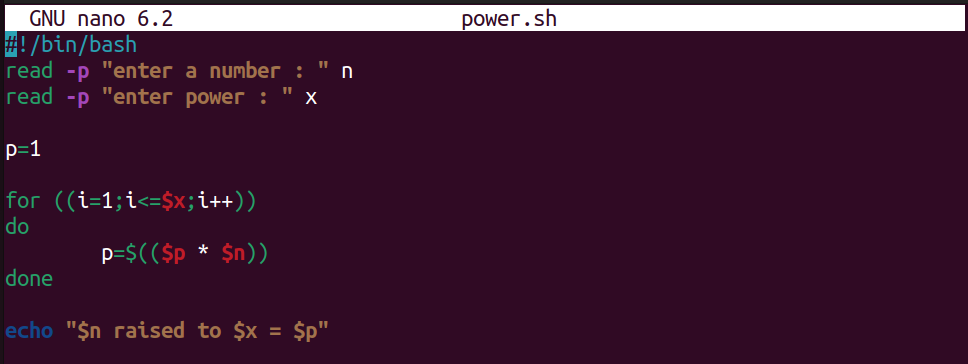 GNU nano 6.2 power.sh
#!/bin/bash
read -p "enter a number : " n
read -p "enter power : " x
p=1
for ((i=1;i<=$x;i++))
do
p=$(($p * $n))
done
echo "$n raised to $x = $p"